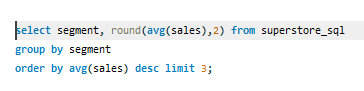 select segment, round(avg(sales),2) from superstore_sql
group by segment
order by avg(sales) desc limit 3;